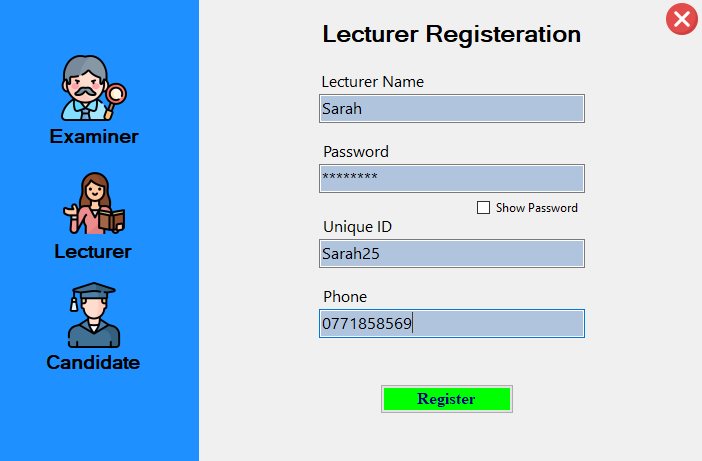 Lecturer Registeration
Lecturer Name
Sarah
Password
********
Show Password
Unique ID
Sarah25
Phone
0771858569
Register
Examiner
Lecturer
Candidate